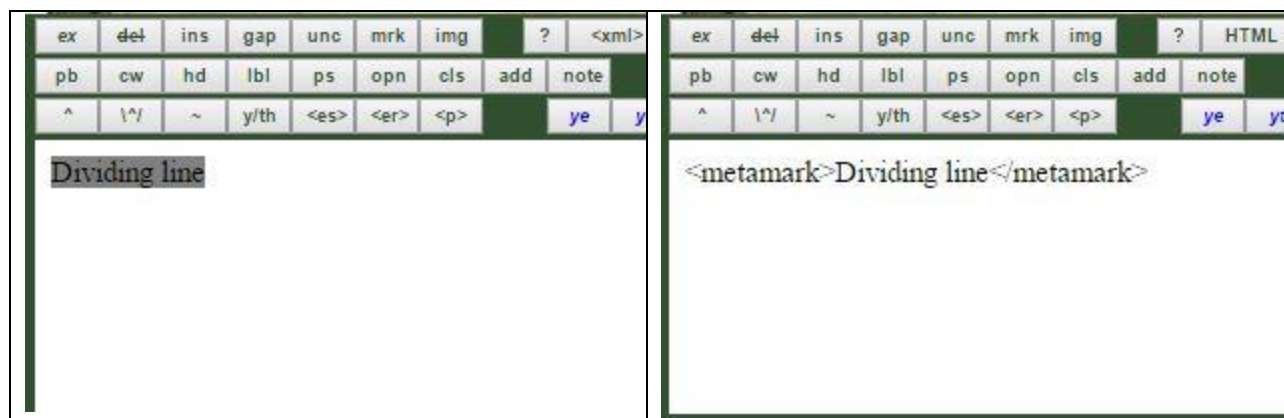 ex del ins gap unc mrk img ? <xml>
pb cw hd lbl ps opn cls add note
^ \^/ ~ y/th <es> <er> <p> ye
Dividing line
ex del ins gap unc mrk img ? HTML
pb cw hd lbl ps opn cls add note
^ \^/ ~ y/th <es> <er> <p> ye
<metamark>Dividing line</metamark>